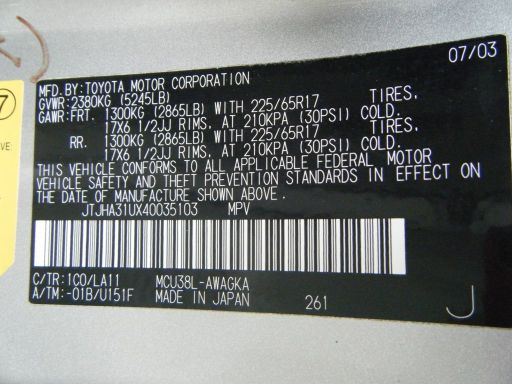 07/03
MFD.BY:TOYOTA MOTOR CORPORATION
GVWR:2380KG (5245LB)
GAWR:FRT. 1300KG (2865LB) WITH 225/65R17 TIRES,
17X6 1/2JJ RIMS, AT 210KPA (30PSI) COLD.
RR. 1300KG (2865LB) WITH 225/65R17 TIRES,
17X6 1/2JJ RIMS, AT 210KPA (30PSI) COLD.
THIS VEHICLE CONFORMS TO ALL APPLICABLE FEDERAL MOTOR
VEHICLE SAFETY AND THEFT PREVENTION STANDARDS IN EFFECT ON
THE DATE OF MANUFACTURE SHOWN ABOVE.
JTJHA31UX40035103 MPV
C/TR:1C0/LA11 MCU38L-AWAGKA
A/TM:-01B/U151F MADE IN JAPAN 261 J
7
VE: